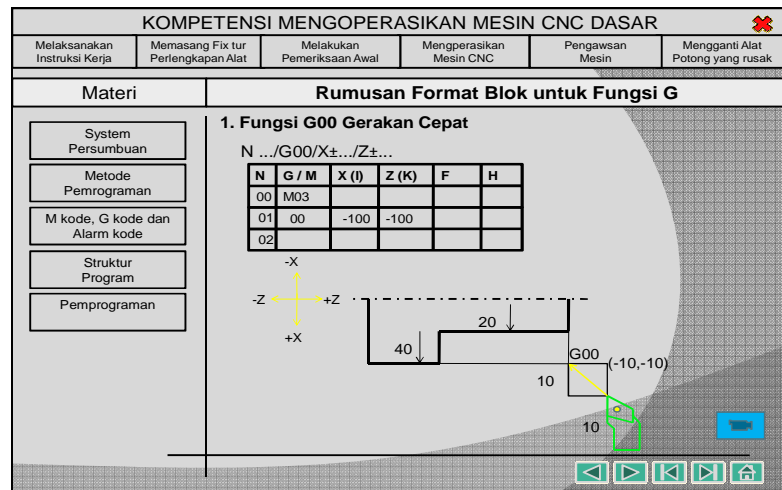 KOMPETENSI MENGOPERASIKAN MESIN CNC DASAR
Melaksanakan
Instruksi Kerja
Memasang Fix tur
Perlengkapan Alat
Melakukan
Pemeriksaan Awal
Mengperasikan
Mesin CNC
Pengawsan
Mesin
Mengganti Alat
Potong yang rusak
Materi
Rumusan Format Blok untuk Fungsi G
System
Persumbuan
Metode
Pemrograman
M kode, G kode dan
Alarm kode
Struktur
Program
Pemprograman
1. Fungsi G00 Gerakan Cepat
N .../G00/X±.../Z±...
N G / M X (I) Z (K) F H
00 M03
01 00 -100 -100
02
-X
-Z +Z
+X
20
40
G00 (-10,-10)
10
10